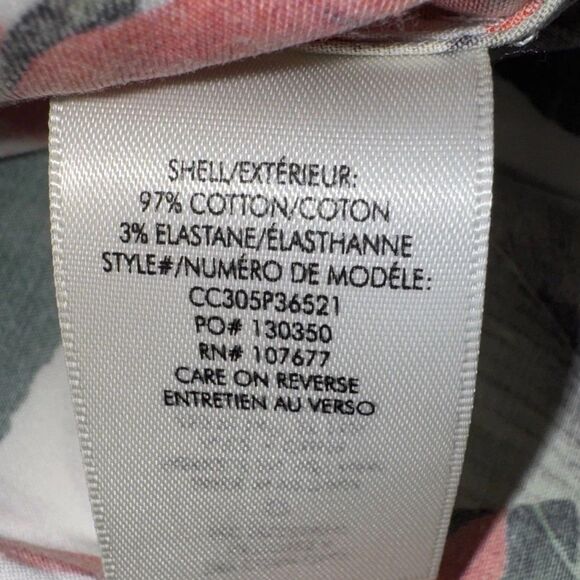 SHELL/EXTÉRIEUR:
97% COTTON/COTON
3% ELASTANE/ÉLASTHANNE
STYLE#/NUMÉRO DE MODÉLE:
CC305P36521
PO# 130350
RN# 107677
CARE ON REVERSE
ENTRETIEN AU VERSO